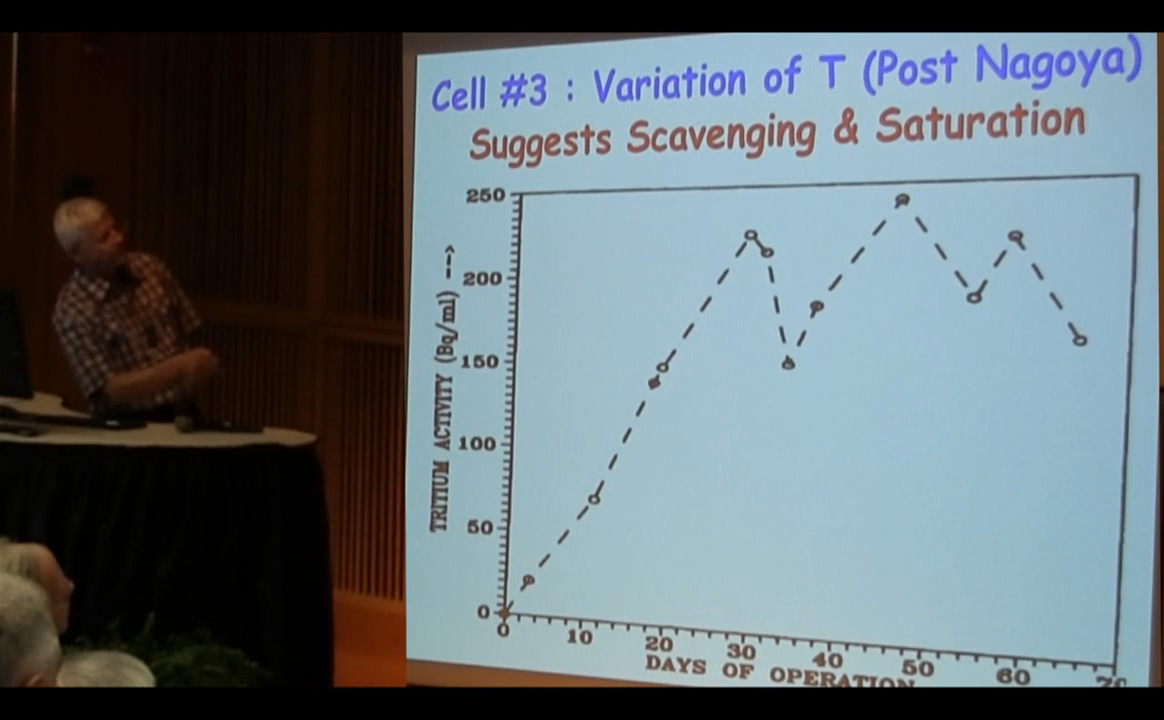 Cell #3 : Variation of T (Post Nagoya)
Suggests Scavenging & Saturation
TRITIUM ACTIVITY (Bq/ml) -->
250
200
150
100
50
0
0 10 20 30 40 50 60
DAYS OF OPERATION